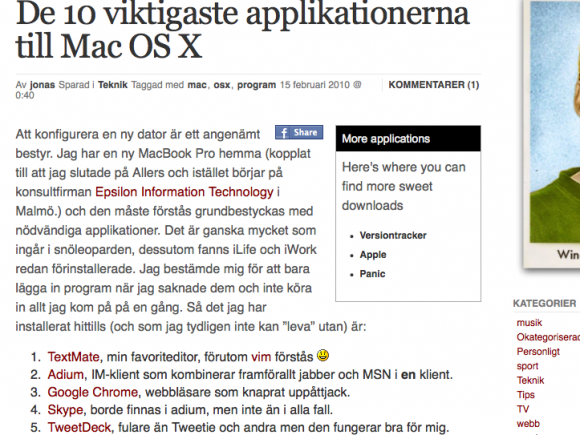 De 10 viktigaste applikationerna
till Mac OS X
Av jonas Sparad i Teknik Taggad med mac, osx, program 15 februari 2010 @
0:40
KOMMENTARER (1)
Att konfigurera en ny dator är ett angenämt
bestyr. Jag har en ny MacBook Pro hemma (kopplat
till att jag slutade på Allers och istället börjar på
konsultfirman Epsilon Information Technology i
Malmö.) och den måste förstås grundbestyckas med
nödvändiga applikationer. Det är ganska mycket som
ingår i snöleoparden, dessutom fanns iLife och iWork
redan förinstallerade. Jag bestämde mig för att bara
lägga in program när jag saknade dem och inte köra
in allt jag kom på på en gång. Så det jag har
installerat hittills (och som jag tydligen inte kan "leva" utan) är:
f Share
More applications
Here's where you can
find more sweet
downloads
• Versiontracker
• Apple
• Panic
1. TextMate, min favoriteditor, förutom vim förstås
2. Adium, IM-klient som kombinerar framförallt jabber och MSN i en klient.
3. Google Chrome, webbläsare som knaprat uppåttjack.
4. Skype, borde finnas i adium, men inte än i alla fall.
5. TweetDeck, fulare än Tweetie och andra men den fungerar bra för mig.
Win
KATEGORIER
musik
Okategoriserad
Personligt
sport
Teknik
Tips
TV
webb